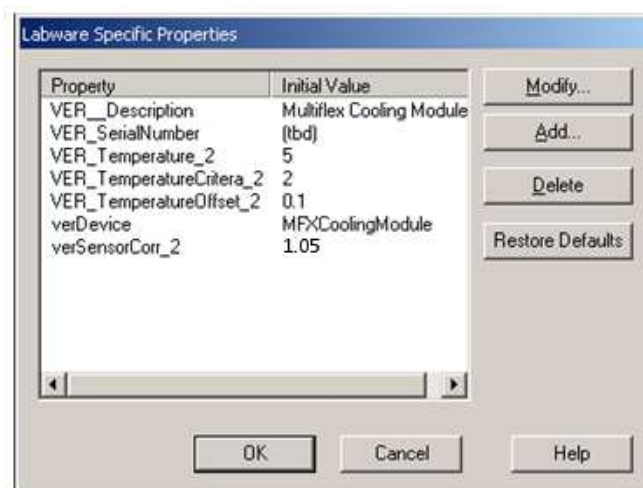 Labware Specific Properties
Property Initial Value
VER__Description Multiflex Cooling Module
VER_SerialNumber (tbd)
VER_Temperature_2 5
VER_TemperatureCritera_2 2
VER_TemperatureOffset_2 0.1
verDevice MFXCoolingModule
verSensorCorr_2 1.05
Modify...
Add...
Delete
Restore Defaults
OK Cancel Help